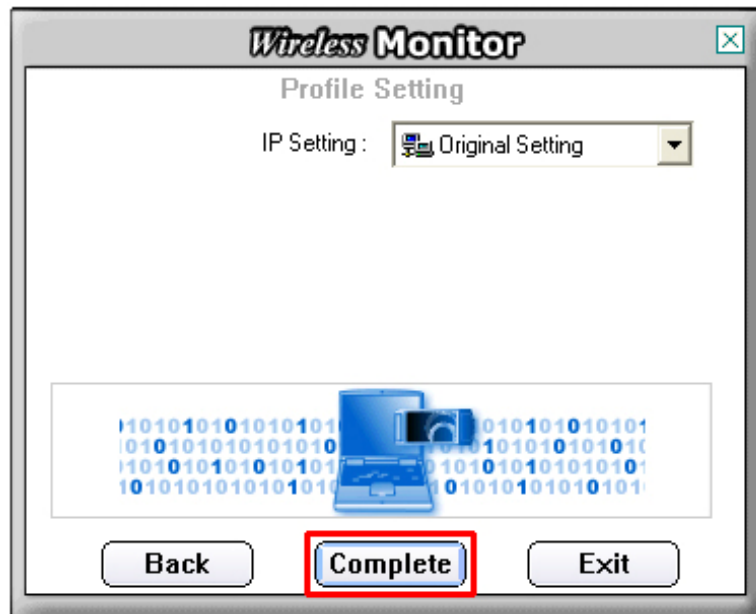 Wireless Monitor
Profile Setting
IP Setting : Original Setting
Back Complete Exit